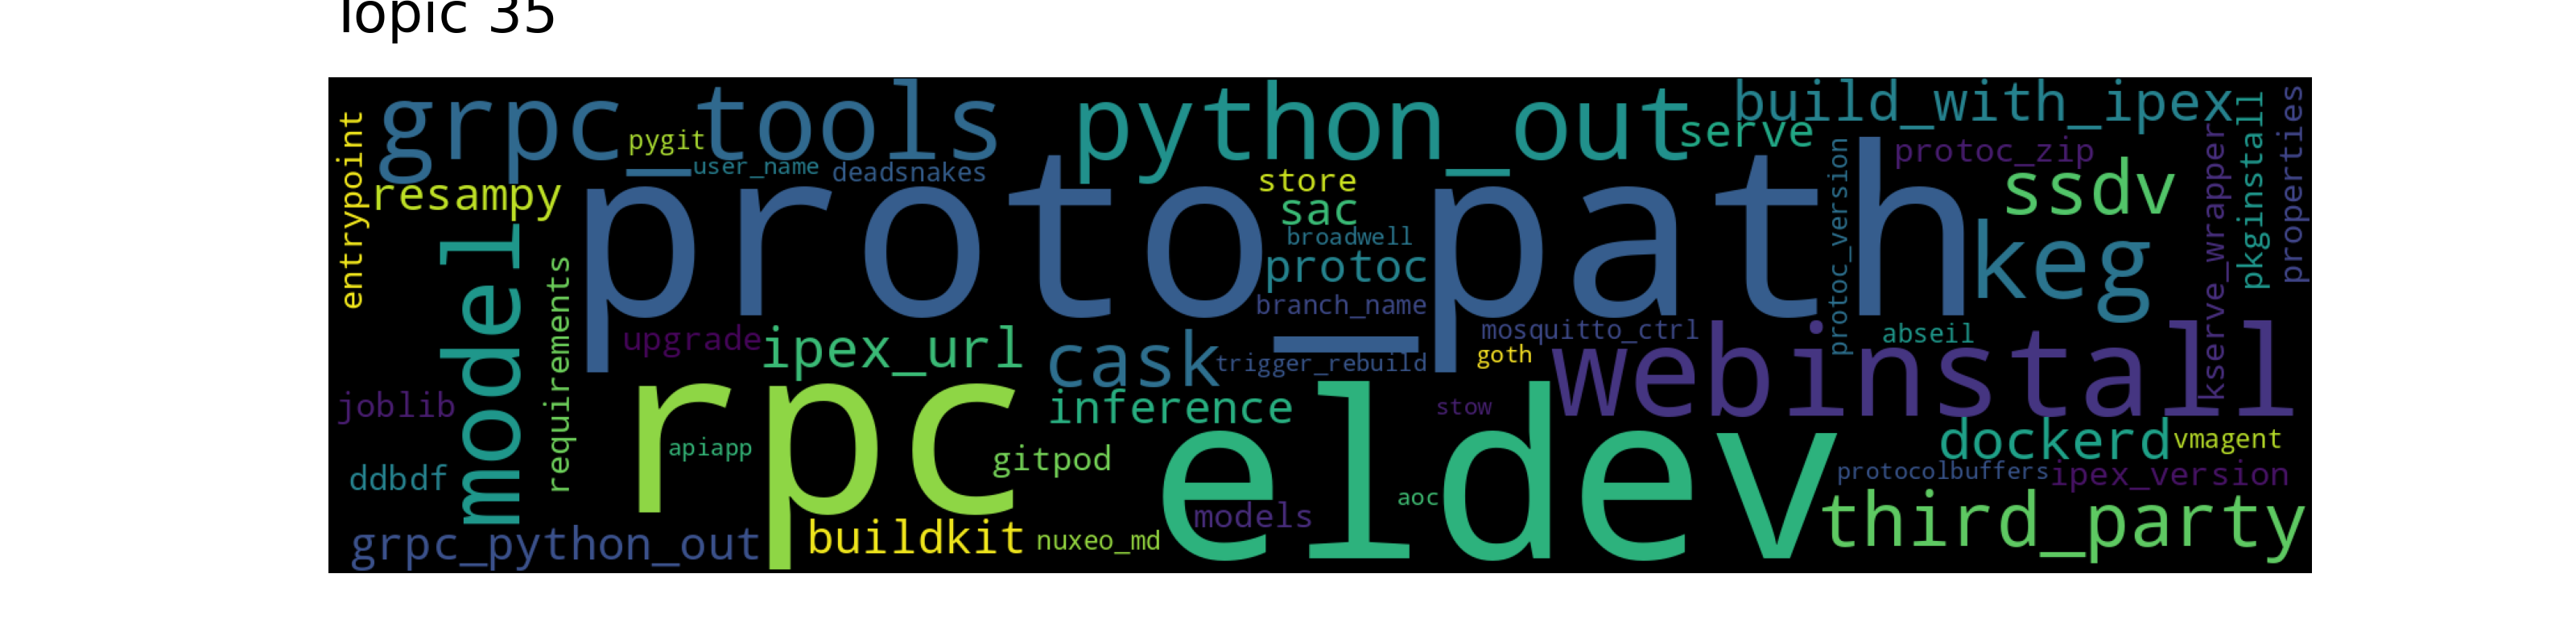 Topic 35
entrypoint
grpc_tools
pygit
user_name
deadsnakes
python_out
serve
build_with_ipex
protoc_zip
pkginstall
properties
resampy
proto_path
store
sac
broadwell
protoc
branch_name
protoc_version
ssdv
keg
kserve_wrapper
model
requirements
upgrade
ipex_url
cask
trigger_rebuild
mosquitto_ctrl
goth
abseil
webinstall
joblib
rpc
apiapp
inference
stow
gitpod
eldev
dockerd
vmagent
ddbdf
models
aoc
protocolbuffers
ipex_version
third_party
grpc_python_out
buildkit
nuxeo_md